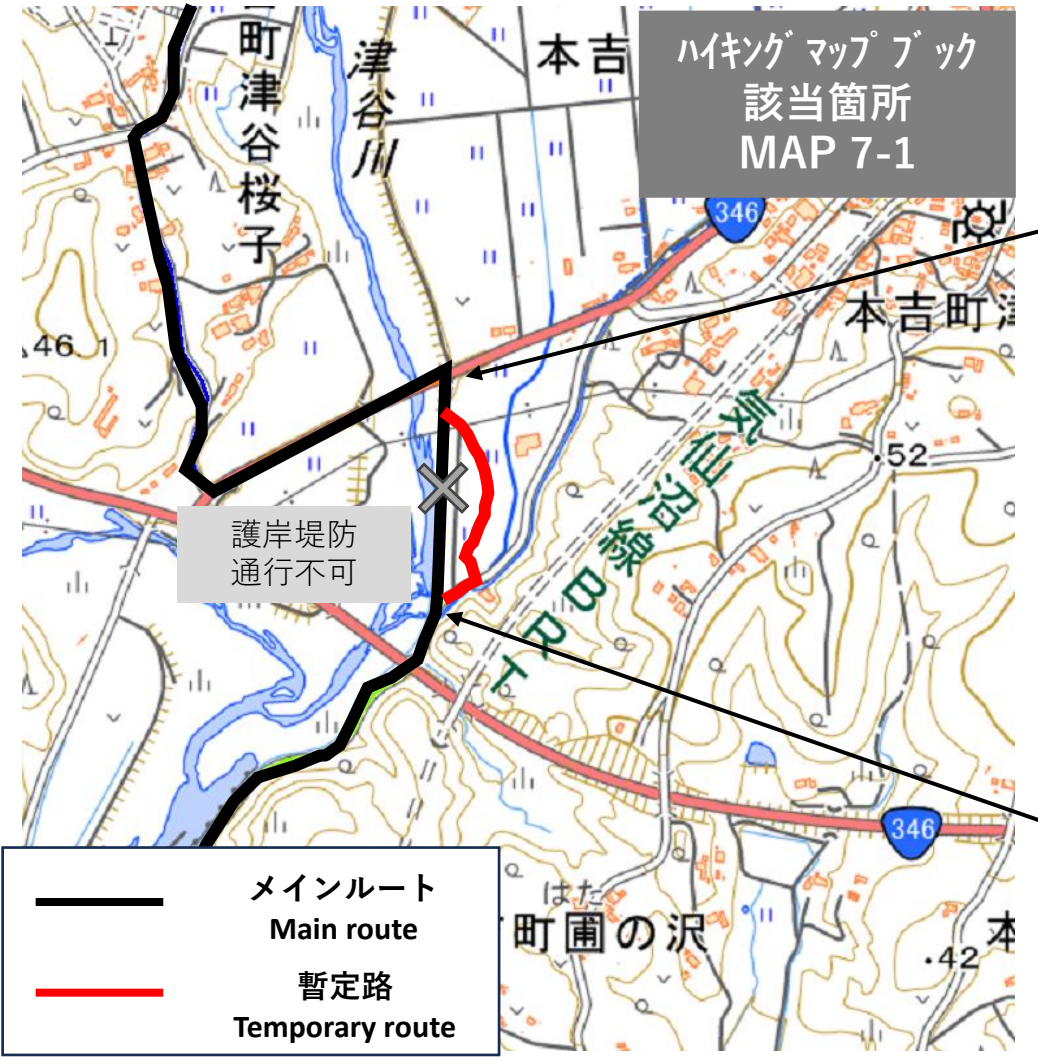 ハイキングマップブック
該当箇所
MAP 7-1
町津谷桜子
津谷川
本吉
346
本吉町津
46.1
気仙沼線BRT
52
護岸堤防
通行不可
346
はた
町圃の沢
本
42
メインルート
Main route
暫定路
Temporary route